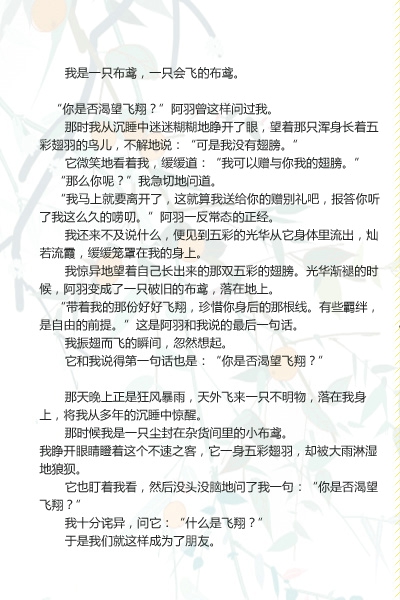 我是一只布鸢，一只会飞的布鸢。
“你是否渴望飞翔？”阿羽曾这样问过我。
那时我从沉睡中迷迷糊糊地睁开了眼，望着那只浑身长着五
彩翅羽的鸟儿，不解地说：“可是我没有翅膀。”
它微笑地看着我，缓缓道：“我可以赠与你我的翅膀。“
“那么你呢？”我急切地问道。
“我马上就要离开了，这就算我送给你的赠别礼吧，报答你听
了我这么久的唠叨。”阿羽一反常态的正经。
我还来不及说什么，便见到五彩的光华从它身体里流出，灿
若流霞，缓缓笼罩在我的身上。
我惊异地望着自己长出来的那双五彩的翅膀。光华渐褪的时
候，阿羽变成了一只破旧的布鸢，落在地上。
“带着我的那份好好飞翔，珍惜你身后的那根线。有些羁绊，
是自由的前提。”这是阿羽和我说的最后一句话。
我振翅而飞的瞬间，忽然想起。
它和我说得第一句话也是：“你是否渴望飞翔？”
那天晚上正是狂风暴雨，天外飞来一只不明物，落在我身
上，将我从多年的沉睡中惊醒。
那时候我是一只尘封在杂货间里的小布鸢。
我睁开眼睛瞪着这个不速之客，它一身五彩翅羽，却被大雨淋湿
地狼狈。
它也盯着我看，然后没头没脑地问了我一句：“你是否渴望
飞翔？”
我十分诧异，问它：“什么是飞翔？”
于是我们就这样成为了朋友。